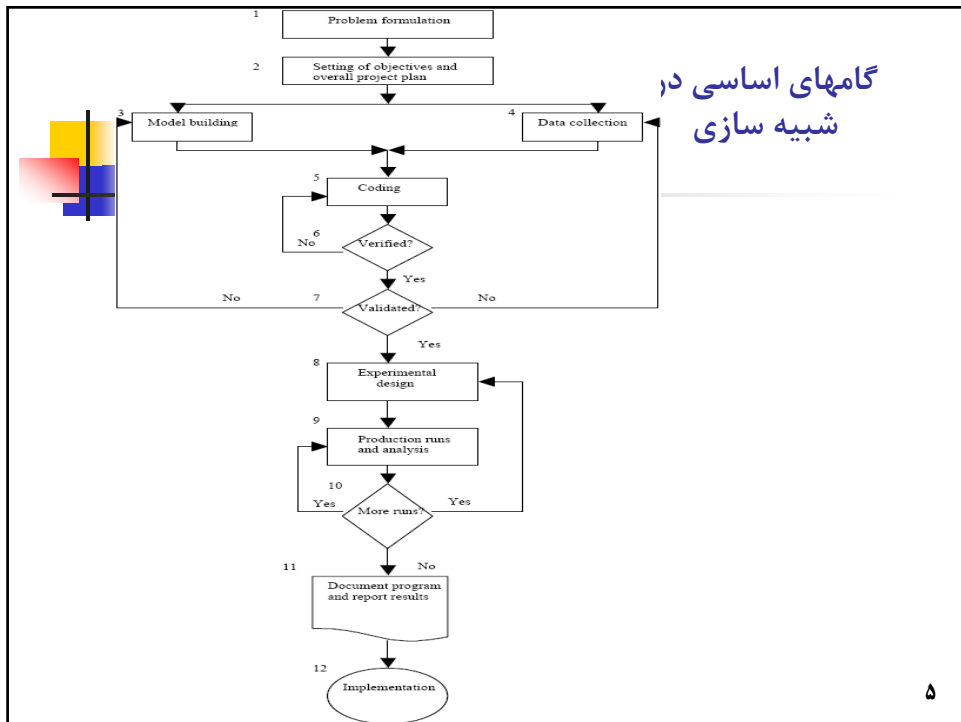 گامهای اساسی در
شبیه سازی
1
Problem formulation
2
Setting of objectives and
overall project plan
3
Model building
4
Data collection
5
Coding
6
No
Verified?
Yes
No
7
No
Validated?
Yes
8
Experimental
design
9
Production runs
and analysis
10
Yes
Yes
More runs?
No
11
Document program
and report results
12
Implementation
۵